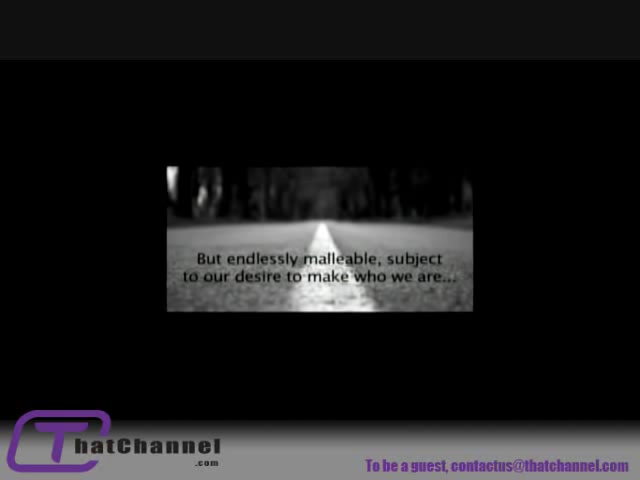 But endlessly malleable, subject
to our desire to make who we are...
ThatChannel
.com
To be a guest, contactus@thatchannel.com